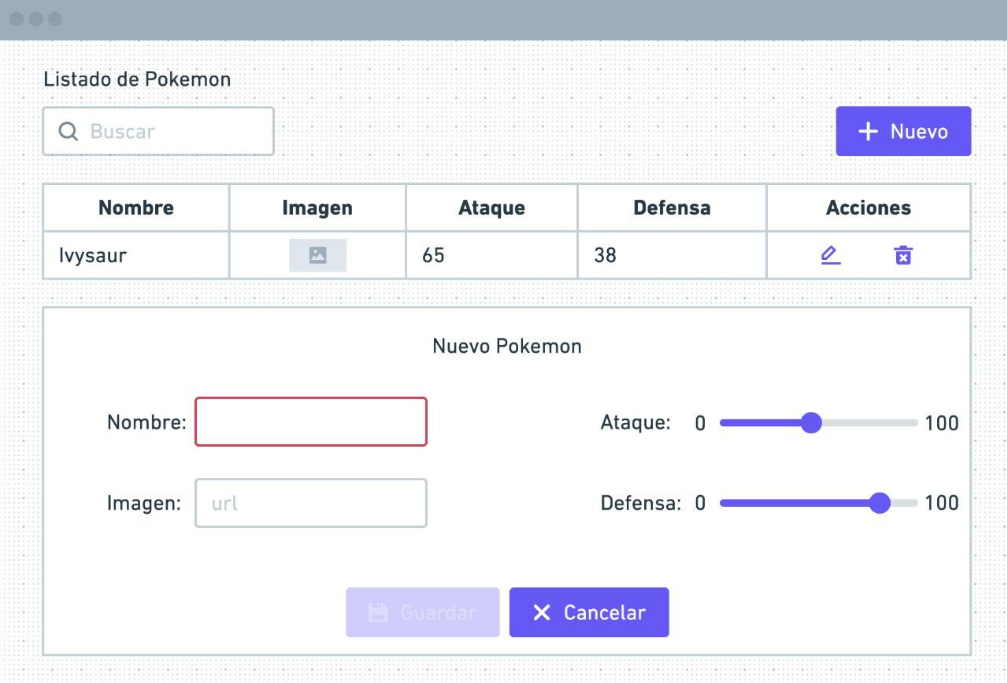 Listado de Pokemon
Buscar
+ Nuevo
Nombre Imagen Ataque Defensa Acciones
Ivysaur 65 38
Nuevo Pokemon
Nombre: Ataque: 0 100
Imagen: url Defensa: 0 100
Guardar Cancelar